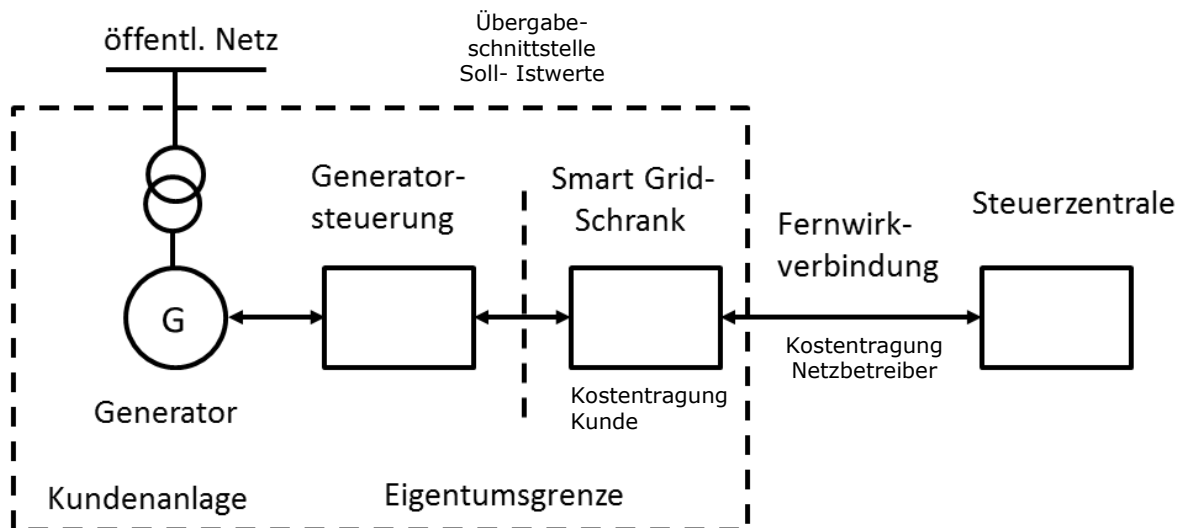 öffentl. Netz
Übergabe-
schnittstelle
Soll- Istwerte
Generator-
steuerung
Smart Grid-
Schrank
Fernwirk-
verbindung
Steuerzentrale
G
Kostentragung
Netzbetreiber
Kostentragung
Kunde
Generator
Kundenanlage
Eigentumsgrenze